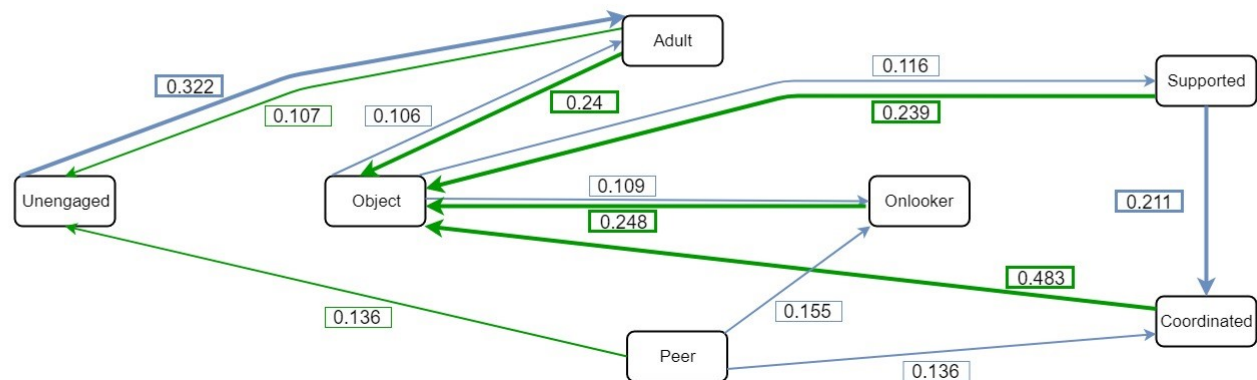 Adult
0.322
0.107
0.106
0.24
0.116
0.239
Supported
Unengaged
Object
0.109
0.248
Onlooker
0.211
0.483
0.136
0.155
Coordinated
Peer
0.136